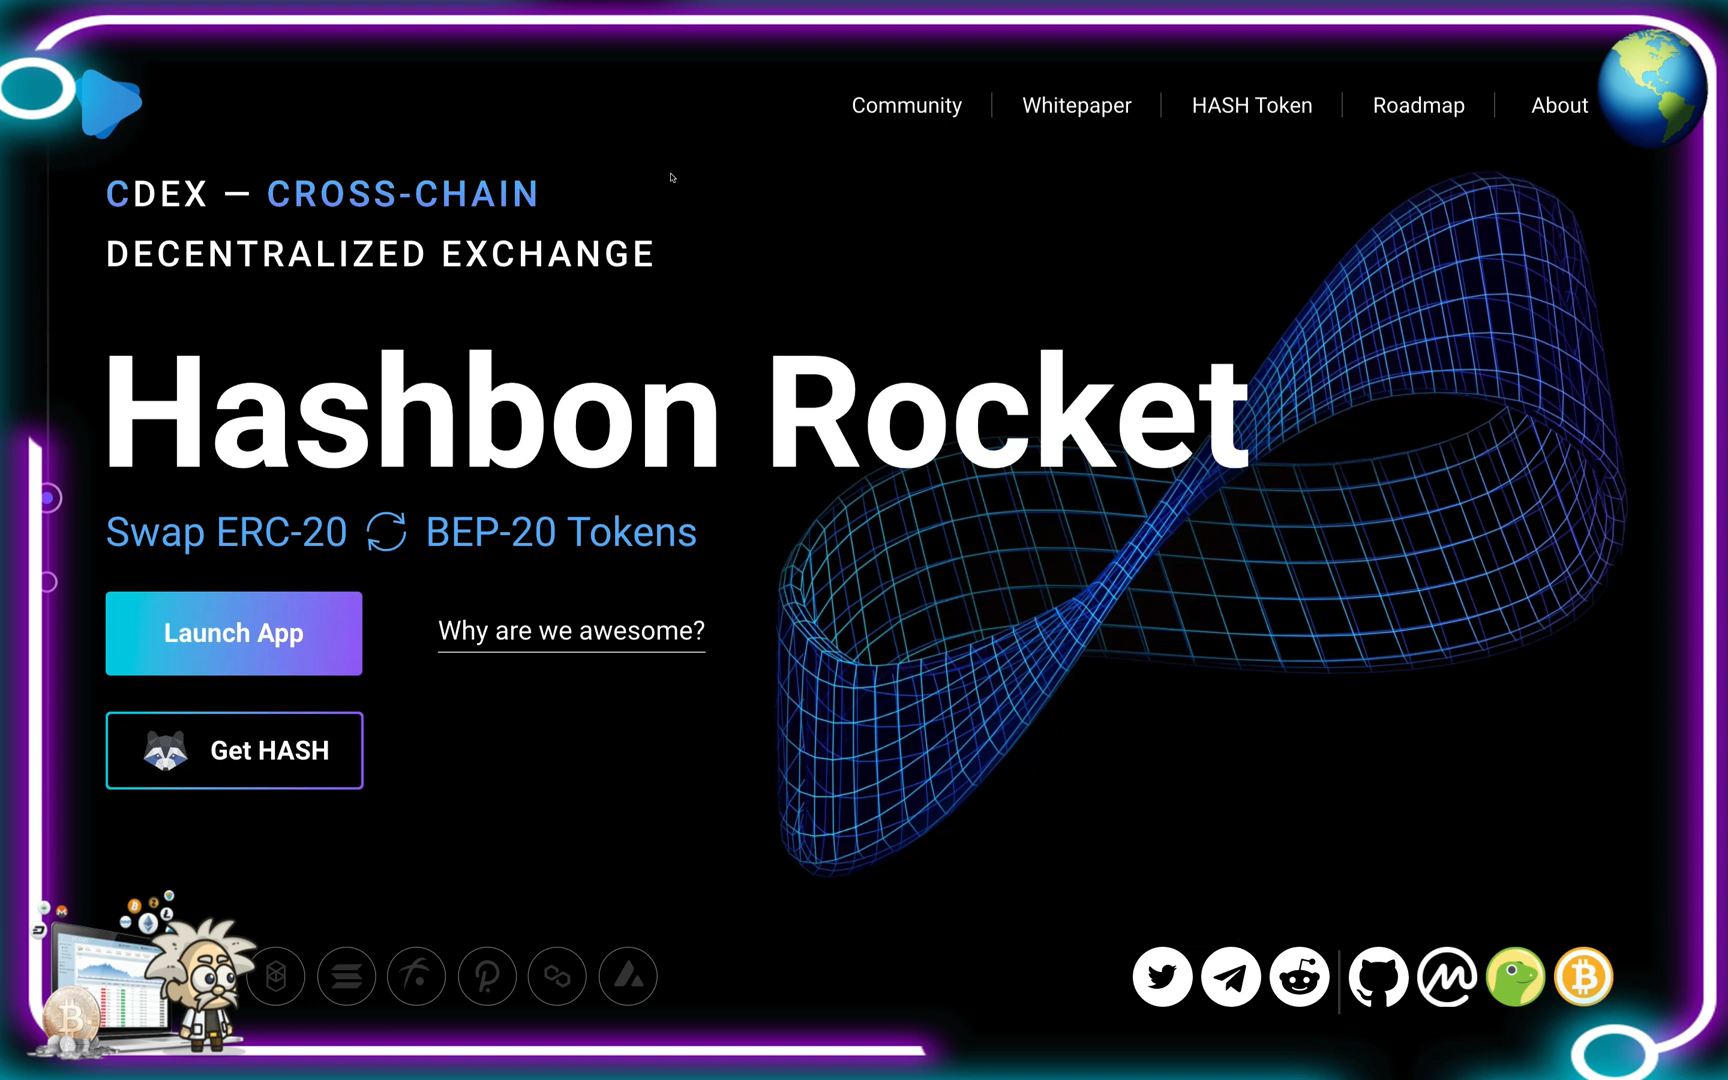 Community
Whitepaper
HASH Token
Roadmap
About
CDEX — CROSS-CHAIN
DECENTRALIZED EXCHANGE
Hashbon Rocket
Swap ERC-20 BEP-20 Tokens
Launch App
Why are we awesome?
Get HASH